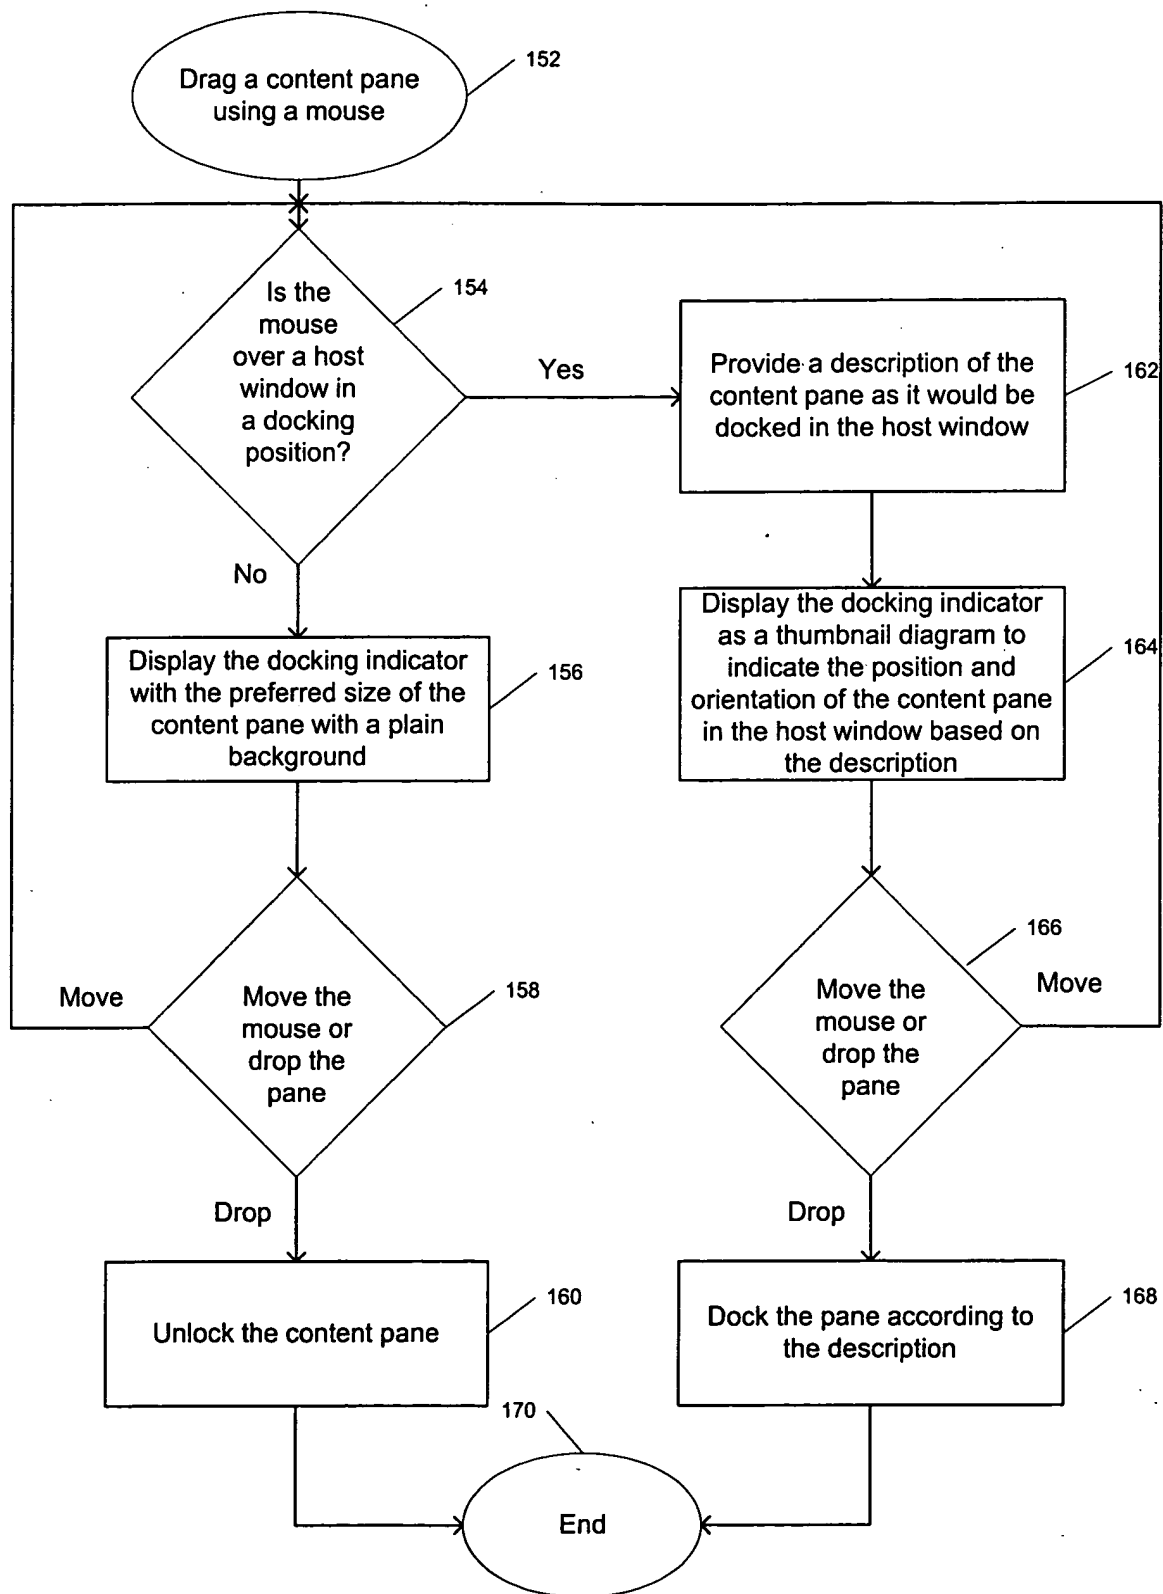 Drag a content pane
using a mouse
152
Is the
mouse
over a host
window in
a docking
position?
154
Yes
Provide a description of the
content pane as it would be
docked in the host window
162
No
Display the docking indicator
with the preferred size of the
content pane with a plain
background
156
Display the docking indicator
as a thumbnail diagram to
indicate the position and
orientation of the content pane
in the host window based on
the description
164
Move
Move the
mouse or
drop the
pane
158
Move the
mouse or
drop the
pane
166
Move
Drop
Drop
Unlock the content pane
160
Dock the pane according to
the description
168
170
End